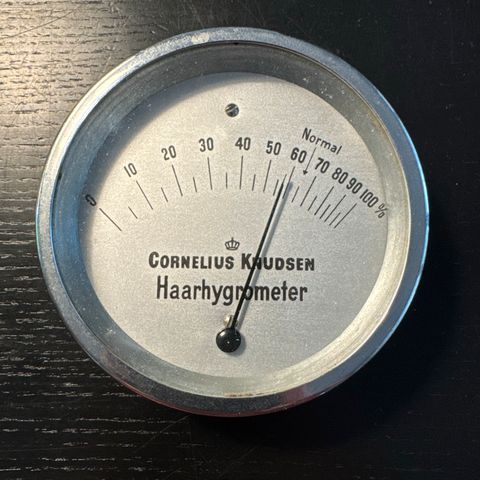 Normal
0 10 20 30 40 50 60 70 80 90 100 %
CORNELIUS KNUDSEN
Haarhygrometer